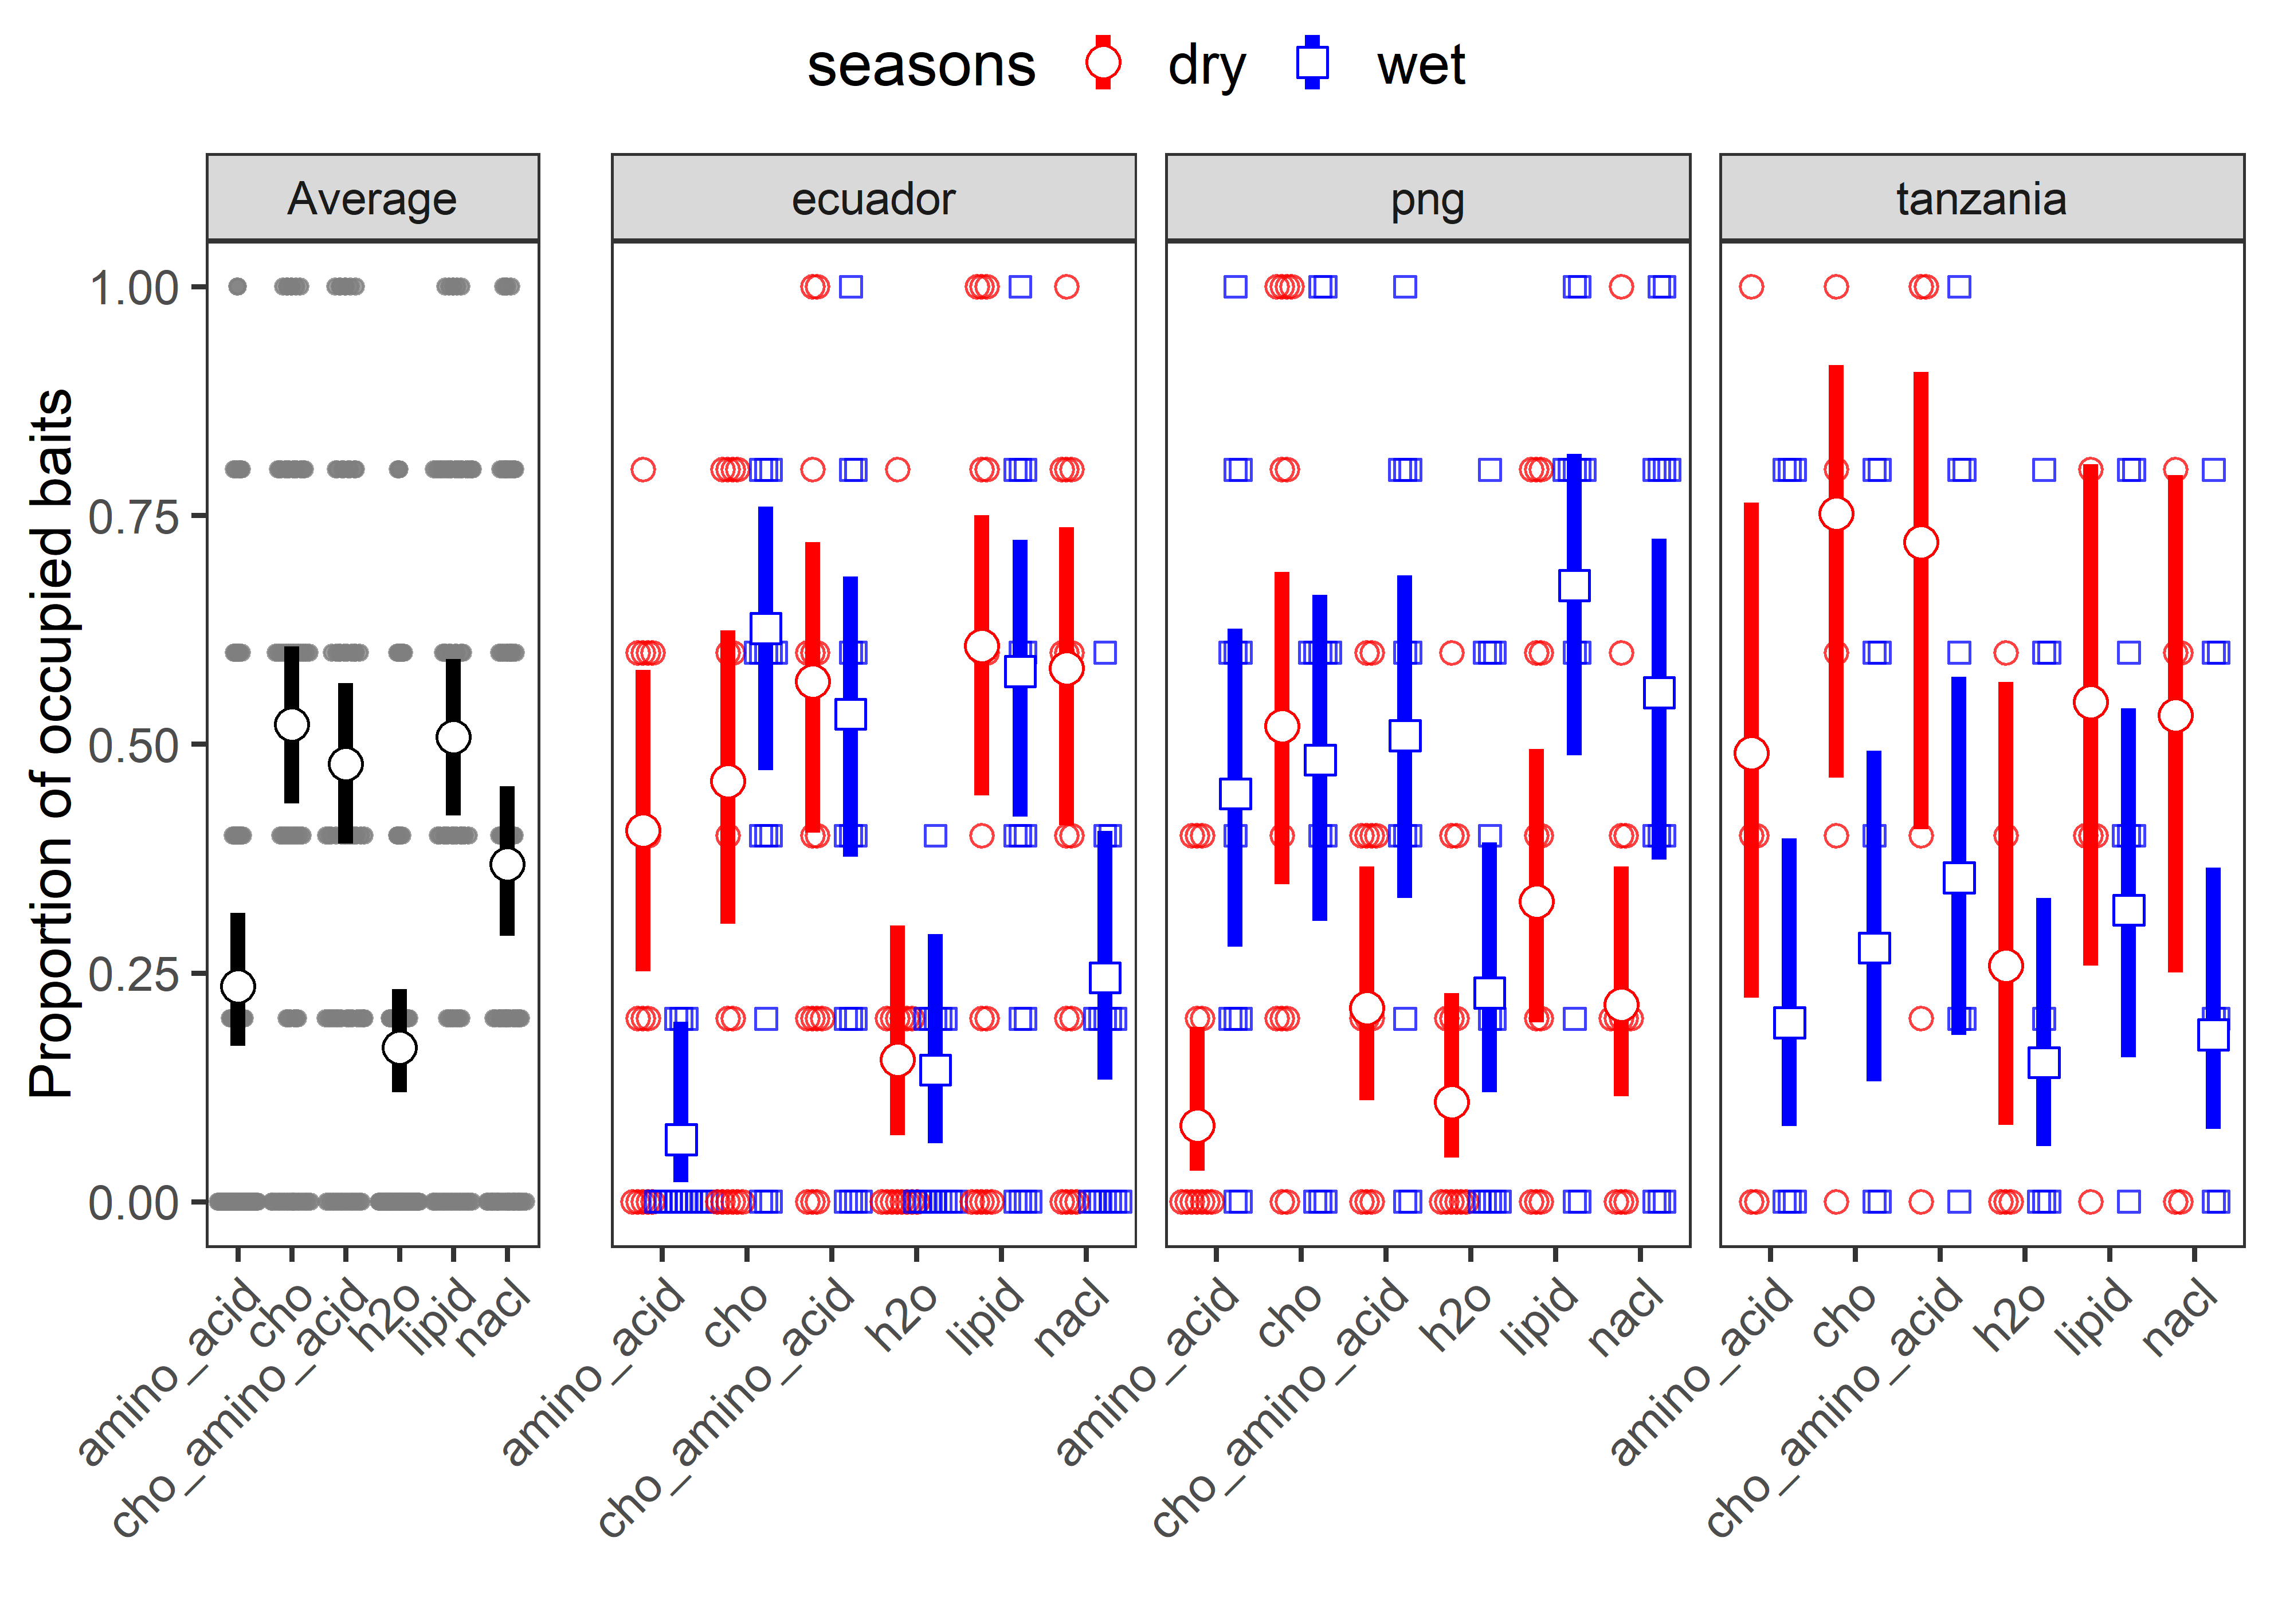 seasons dry wet
Average ecuador png tanzania
Proportion of occupied baits
1.00
0.75
0.50
0.25
0.00
amino_acid cho cho_amino_acid h2o lipid nacl
amino_acid cho cho_amino_acid h2o lipid nacl
amino_acid cho cho_amino_acid h2o lipid nacl
amino_acid cho cho_amino_acid h2o lipid nacl